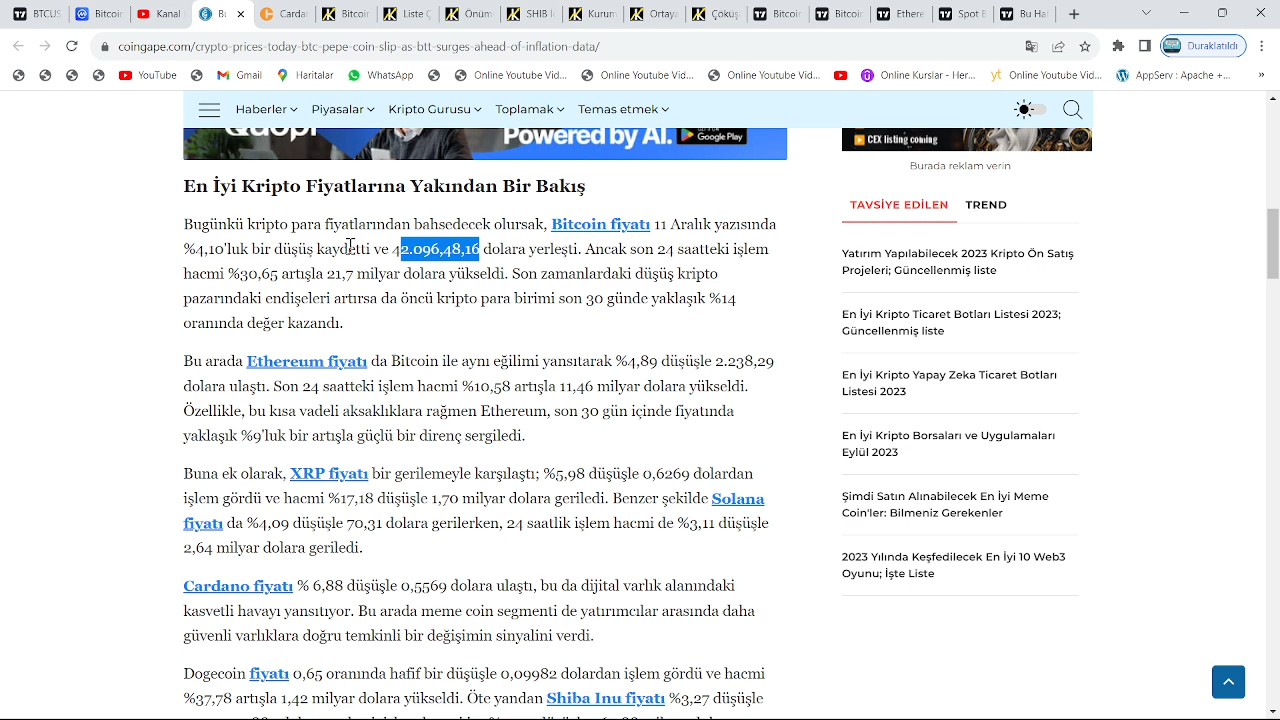 BTCUS
Bitcoi
Kanal
Bu
Carda
Bitcoi
Liste Ç
Önüm
SHIB k
Kurum
Ortaya
Çöküş
Bitcoi
Ethere
Bitcoi
Bu Ha
coingape.com/crypto-prices-today-btc-pepe-coin-slip-as-btt-surges-ahead-of-inflation-data/
Duraklatıldı
YouTube
Gmail
Haritalar
WhatsApp
Online Youtube Vid...
Online Youtube Vid...
Online Youtube Vid...
Online Kurslar - Her...
Online Youtube Vid...
AppServ : Apache +...
»
Haberler
Piyasalar
Kripto Gurusu
Toplamak
Temas etmek
Powered by AI.
Google Play
CEX listing coming
Burada reklam verin
En İyi Kripto Fiyatlarına Yakından Bir Bakış
Bugünkü kripto para fiyatlarından bahsedecek olursak, Bitcoin fiyatı 11 Aralık yazısında
%4,10'luk bir düşüş kaydetti ve 42.096,48,16 dolara yerleşti. Ancak son 24 saatteki işlem
hacmi %30,65 artışla 21,7 milyar dolara yükseldi. Son zamanlardaki düşüş kripto
pazarındaki endişeleri artırsa da öncü kripto para birimi son 30 günde yaklaşık %14
oranında değer kazandı.
Bu arada Ethereum fiyatı da Bitcoin ile aynı eğilimi yansıtarak %4,89 düşüşle 2.238,29
dolara ulaştı. Son 24 saatteki işlem hacmi %10,58 artışla 11,46 milyar dolara yükseldi.
Özellikle, bu kısa vadeli aksaklıklara rağmen Ethereum, son 30 gün içinde fiyatında
yaklaşık %9'luk bir artışla güçlü bir direnç sergiledi.
Buna ek olarak, XRP fiyatı bir gerilemeyle karşılaştı; %5,98 düşüşle 0,6269 dolardan
işlem gördü ve hacmi %17,18 düşüşle 1,70 milyar dolara geriledi. Benzer şekilde Solana
fiyatı da %4,09 düşüşle 70,31 dolara gerilerken, 24 saatlik işlem hacmi de %3,11 düşüşle
2,64 milyar dolara geriledi.
Cardano fiyatı % 6,88 düşüşle 0,5569 dolara ulaştı, bu da dijital varlık alanındaki
kasvetli havayı yansıtıyor. Bu arada meme coin segmenti de yatırımcılar arasında daha
güvenli varlıklara doğru temkinli bir değişimin sinyalini verdi.
Dogecoin fiyatı 0,65 oranında hafif bir düşüşle 0,09982 dolardan işlem gördü ve hacmi
%37,78 artışla 1,42 milyar dolara yükseldi. Öte yandan Shiba Inu fiyatı %3,27 düşüşle
TAVSİYE EDİLEN
TREND
Yatırım Yapılabilecek 2023 Kripto Ön Satış
Projeleri; Güncellenmiş liste
En İyi Kripto Ticaret Botları Listesi 2023;
Güncellenmiş liste
En İyi Kripto Yapay Zeka Ticaret Botları
Listesi 2023
En İyi Kripto Borsaları ve Uygulamaları
Eylül 2023
Şimdi Satın Alınabilecek En İyi Meme
Coin'ler: Bilmeniz Gerekenler
2023 Yılında Keşfedilecek En İyi 10 Web3
Oyunu; İşte Liste